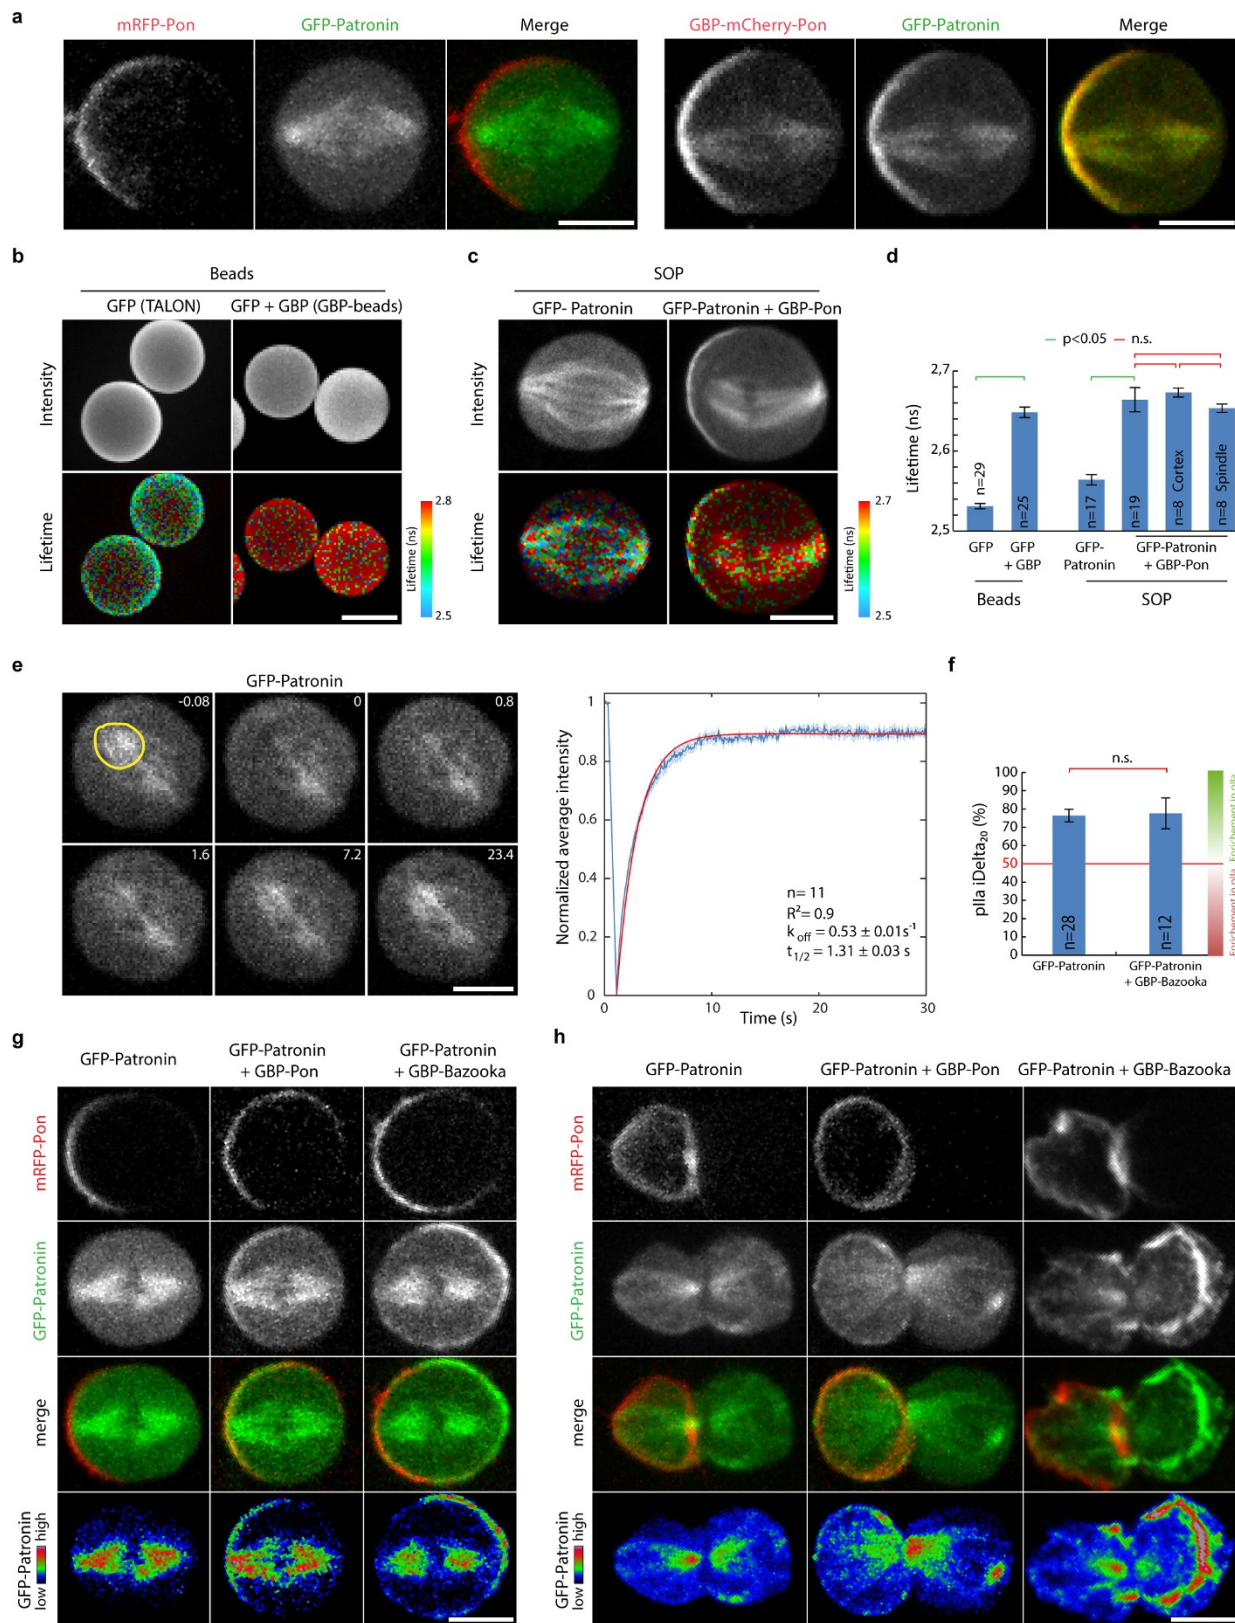 a
mRFP-Pon GFP-Patronin Merge GBP-mCherry-Pon GFP-Patronin Merge
b c d
Beads SOP
GFP (TALON) GFP + GBP (GBP-beads) GFP- Patronin GFP-Patronin + GBP-Pon
Intensity
Lifetime
2.8
Lifetime (ns)
2.5
Intensity
Lifetime
2.7
Lifetime (ns)
2.5
p<0.05 n.s.
2,7
2,6
2,5
Lifetime (ns)
n=29
n=25
n=17
n=19
n=8 Cortex
n=8 Spindle
GFP GFP + GBP GFP-Patronin GFP-Patronin + GBP-Pon
Beads SOP
e f
GFP-Patronin
-0.08 0 0.8
1.6 7.2 23.4
1
0.8
0.6
0.4
0.2
0
Normalized average intensity
n= 11
R²= 0.9
k off = 0.53 ± 0.01s⁻¹
t 1/2 = 1.31 ± 0.03 s
0 10 20 30
Time (s)
n.s.
100
90
80
70
60
50
40
30
20
10
0
pIIa iDelta₂₀ (%)
n=28
n=12
Enrichement in pIIa
Enrichement in pIIa
GFP-Patronin GFP-Patronin + GBP-Bazooka
g h
GFP-Patronin GFP-Patronin + GBP-Pon GFP-Patronin + GBP-Bazooka
mRFP-Pon
GFP-Patronin
merge
GFP-Patronin
low high
GFP-Patronin GFP-Patronin + GBP-Pon GFP-Patronin + GBP-Bazooka
mRFP-Pon
GFP-Patronin
merge
GFP-Patronin
low high